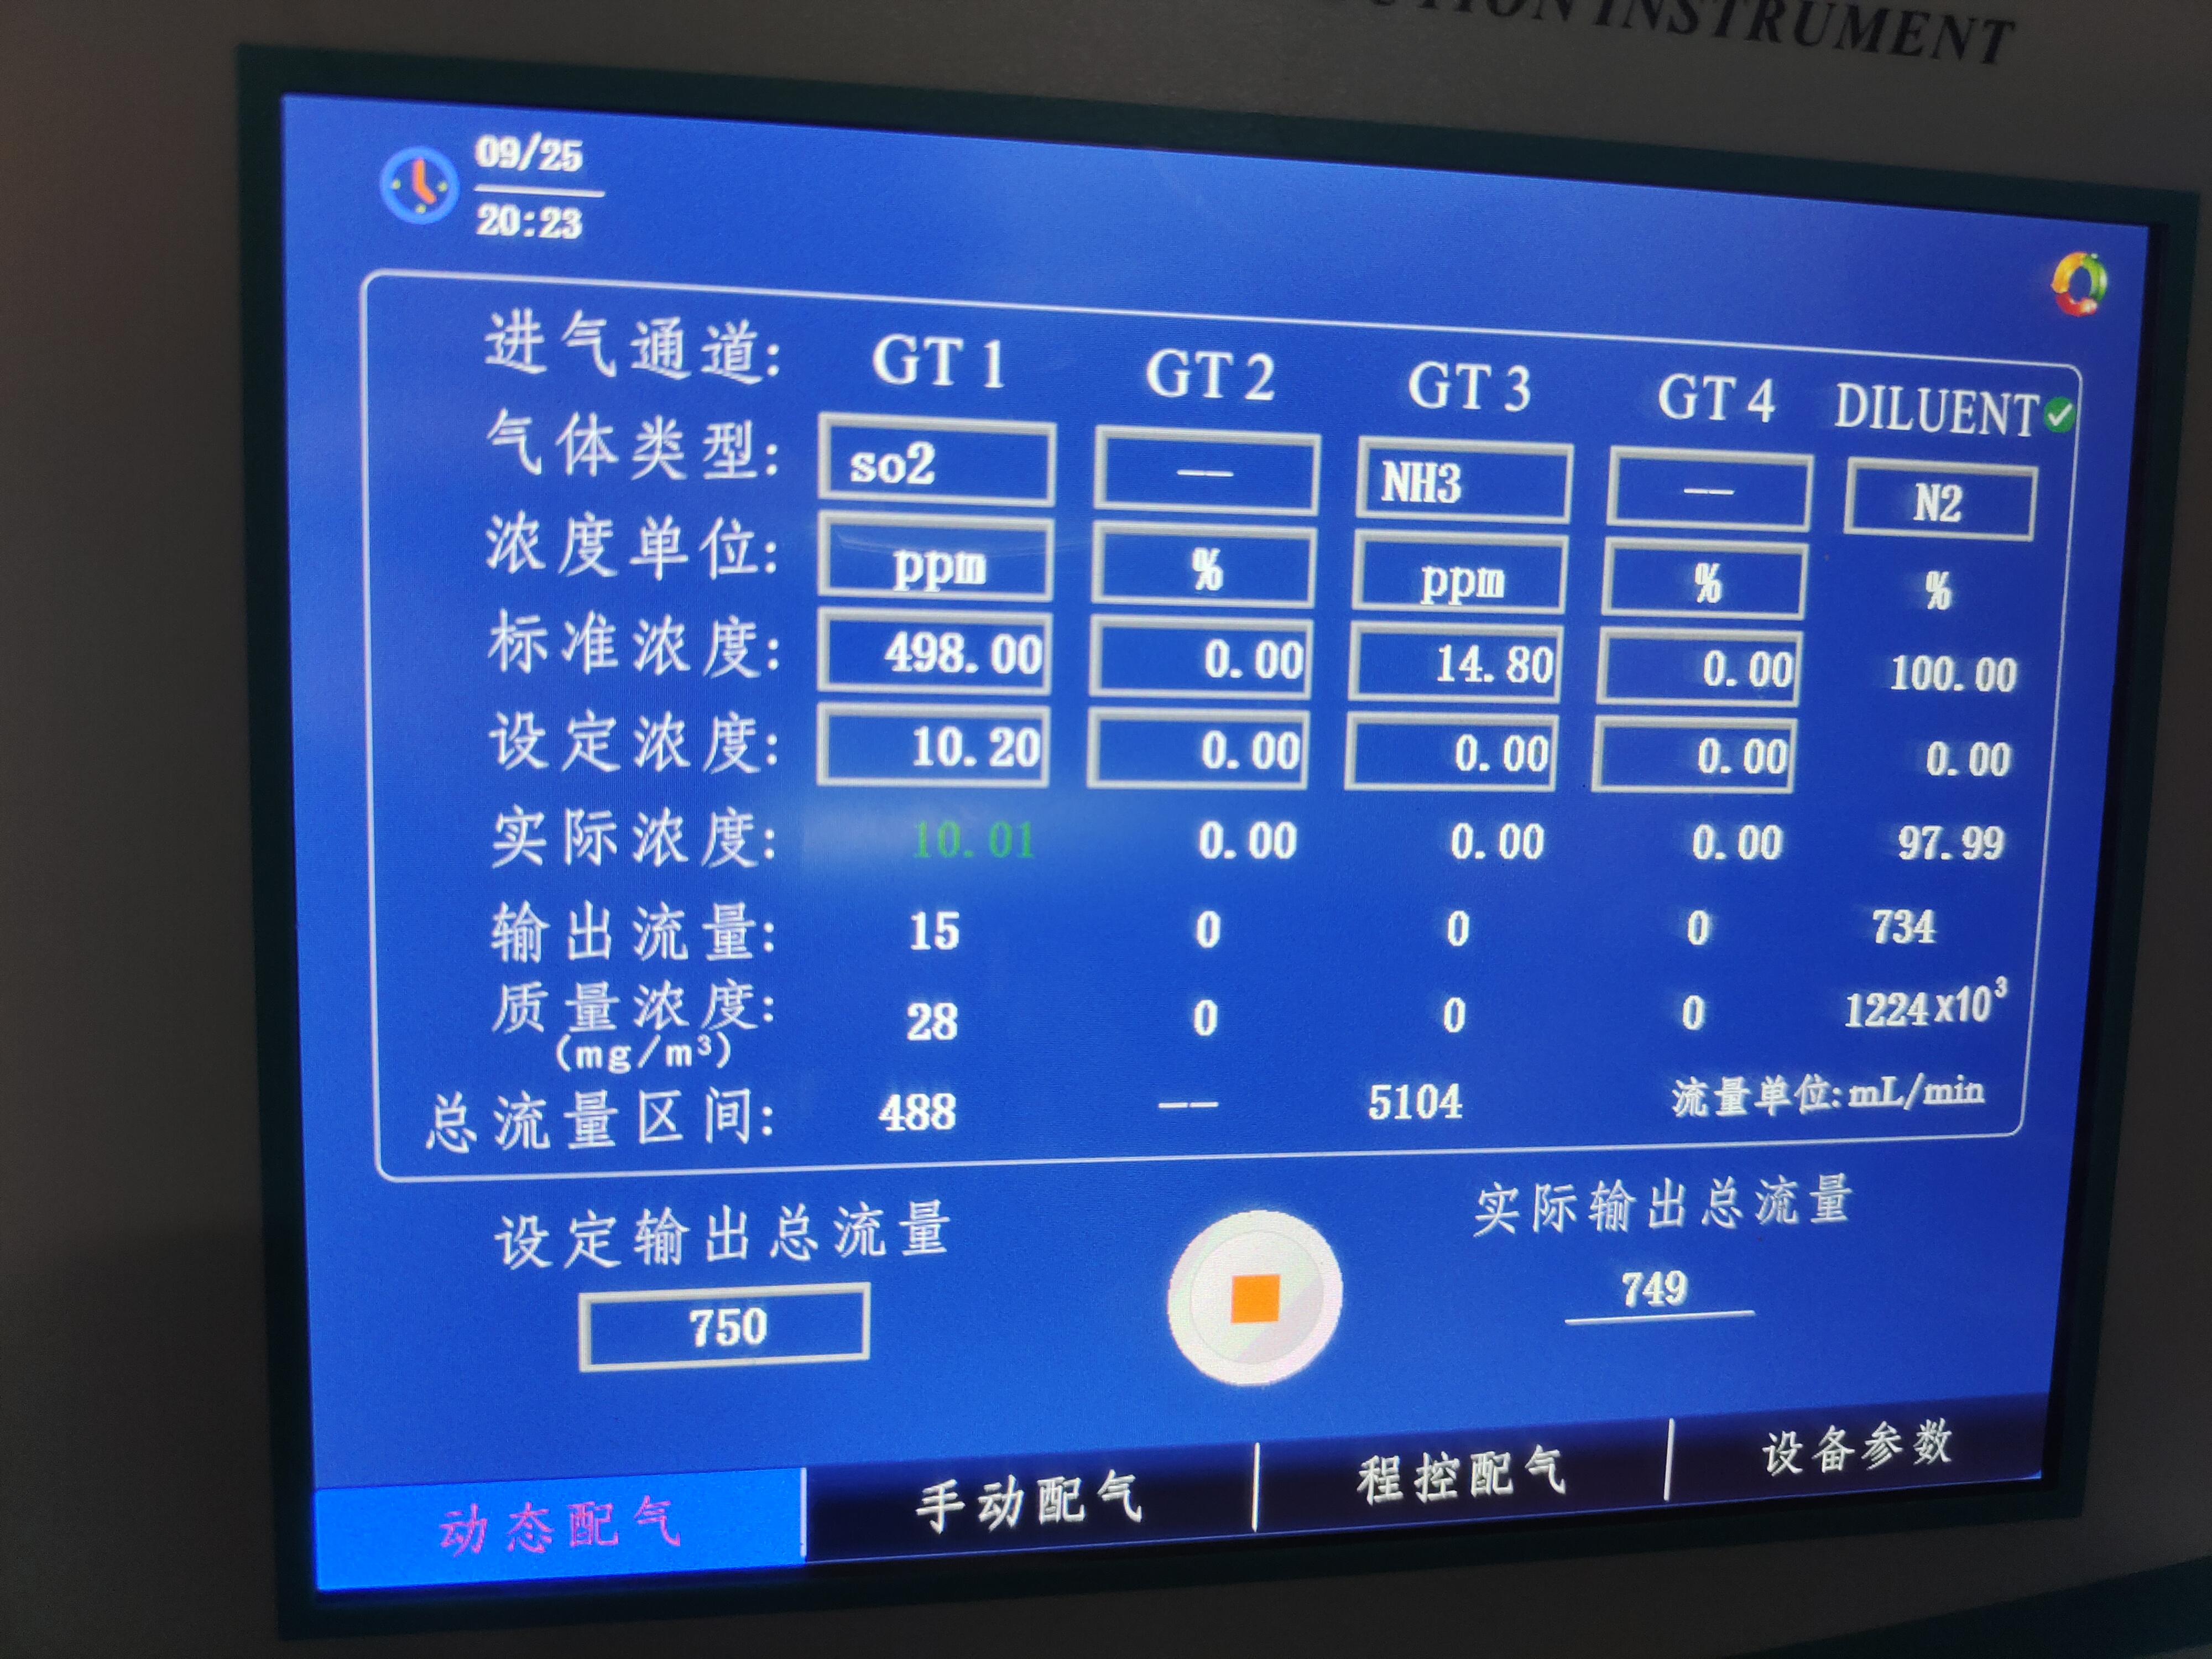 INSTRUMENT
09/25
20:23
进气通道: GT 1 GT 2 GT 3 GT 4 DILUENT
气体类型: so2 -- NH3 -- N2
浓度单位: ppm % ppm % %
标准浓度: 498.00 0.00 14.80 0.00 100.00
设定浓度: 10.20 0.00 0.00 0.00 0.00
实际浓度: 10.01 0.00 0.00 0.00 97.99
输出流量: 15 0 0 0 734
质量浓度: 28 0 0 0 1224x10³
(mg/m³)
总流量区间: 488 -- 5104 流量单位:mL/min
设定输出总流量 实际输出总流量
750 749
动态配气 手动配气 程控配气 设备参数